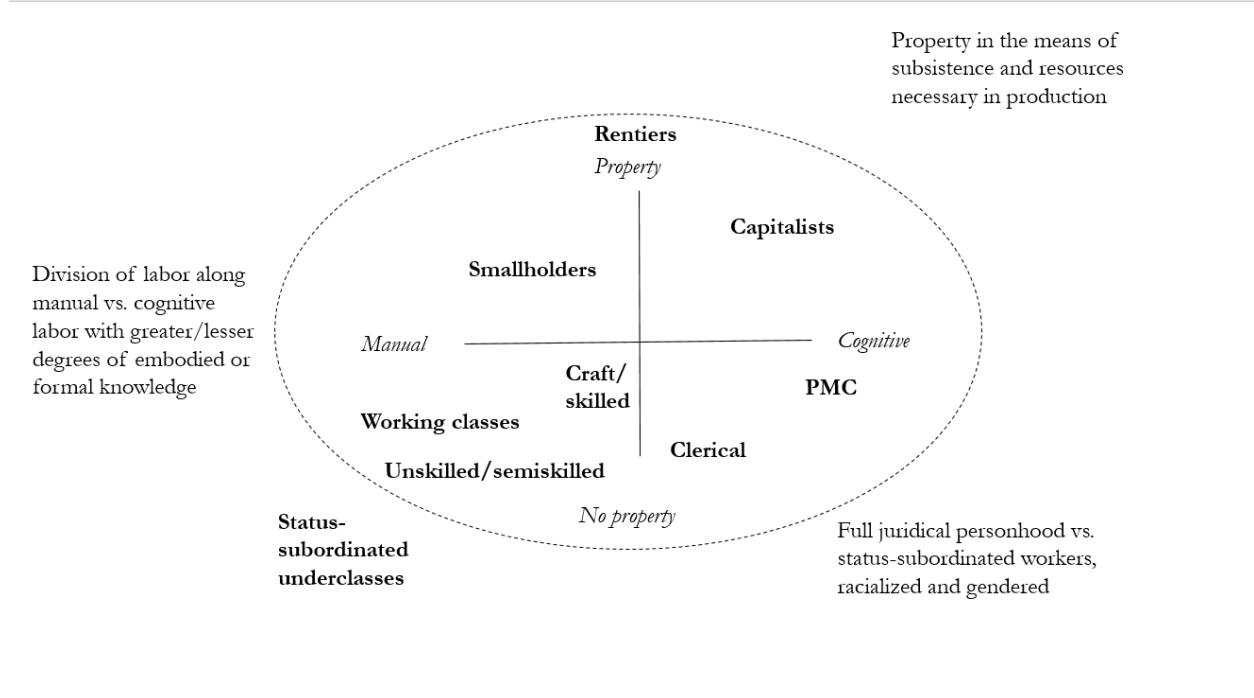 Property in the means of
subsistence and resources
necessary in production
Rentiers
Property
Capitalists
Smallholders
Division of labor along
manual vs. cognitive
labor with greater/lesser
degrees of embodied or
formal knowledge
Manual
Cognitive
Craft/
skilled
PMC
Working classes
Clerical
Unskilled/semiskilled
No property
Status-
subordinated
underclasses
Full juridical personhood vs.
status-subordinated workers,
racialized and gendered